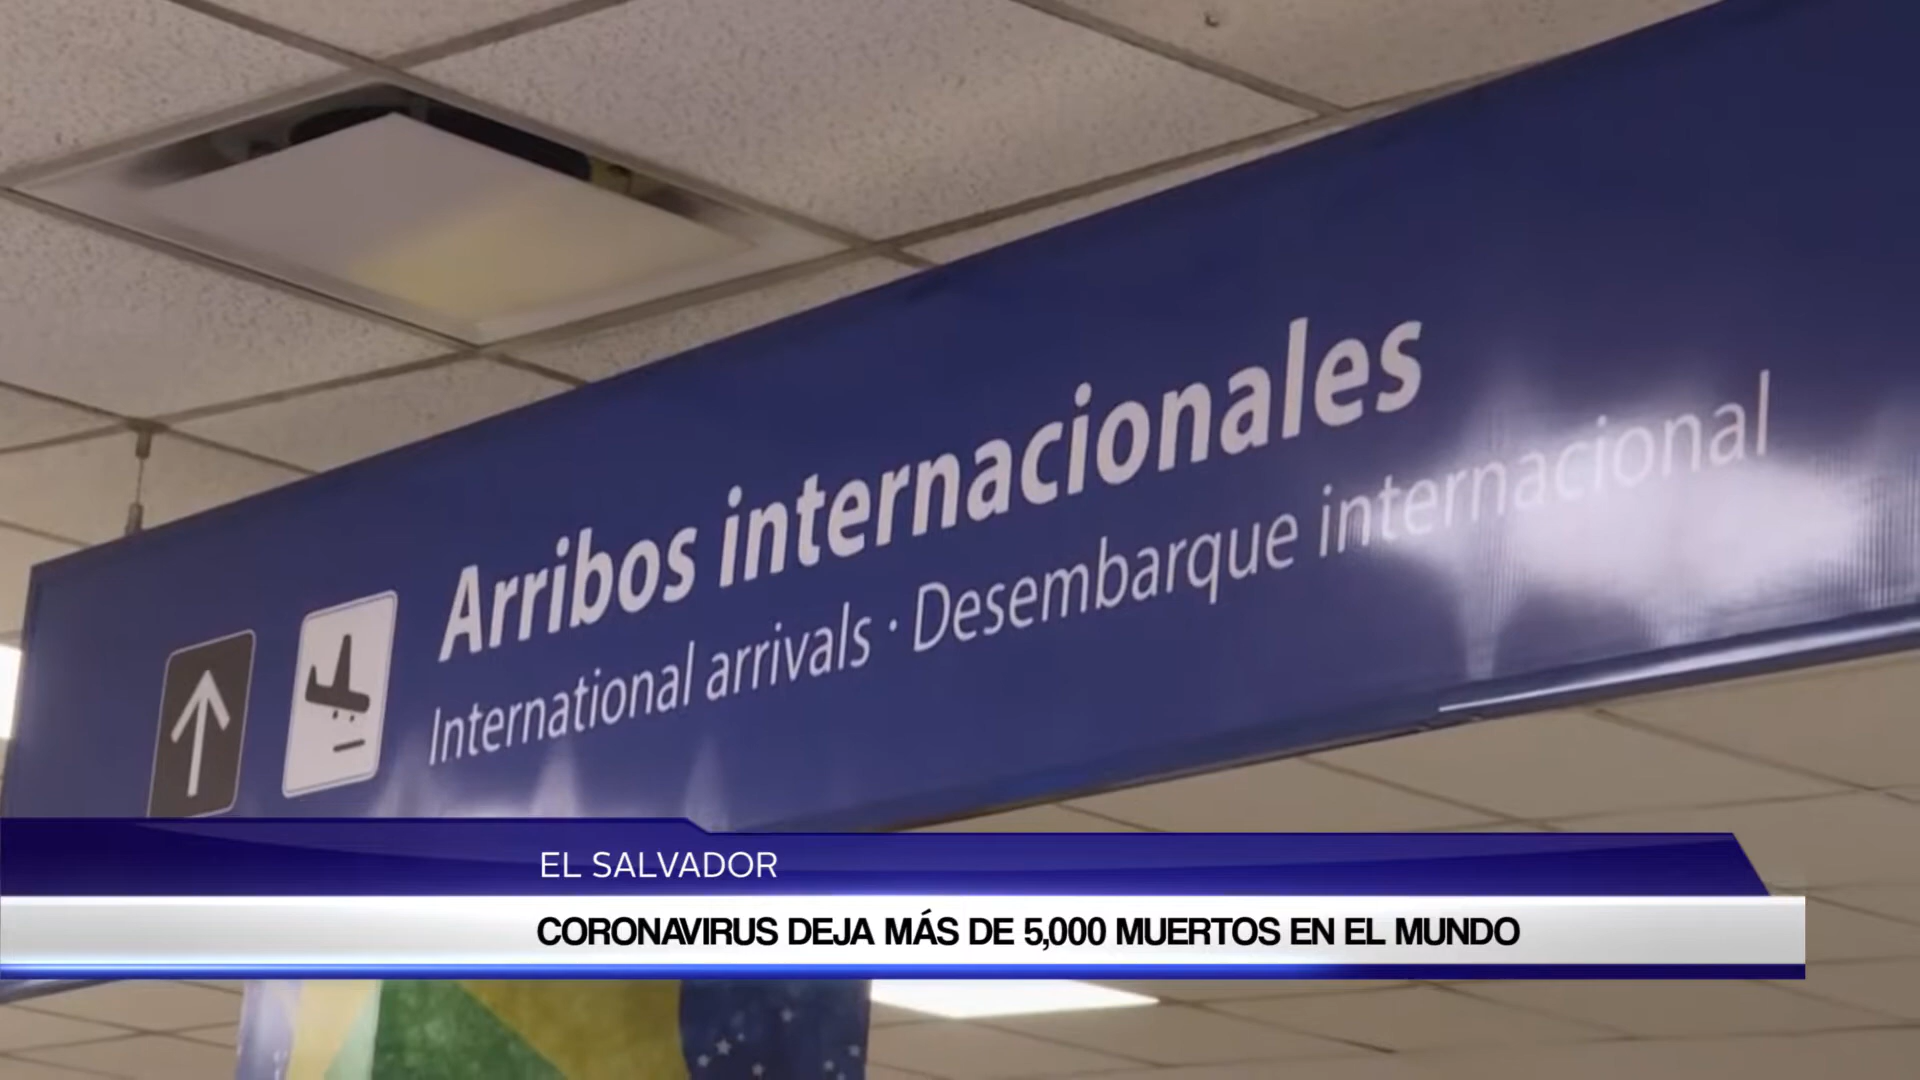 Arribos internacionales
International arrivals · Desembarque internacional
EL SALVADOR
CORONAVIRUS DEJA MÁS DE 5,000 MUERTOS EN EL MUNDO